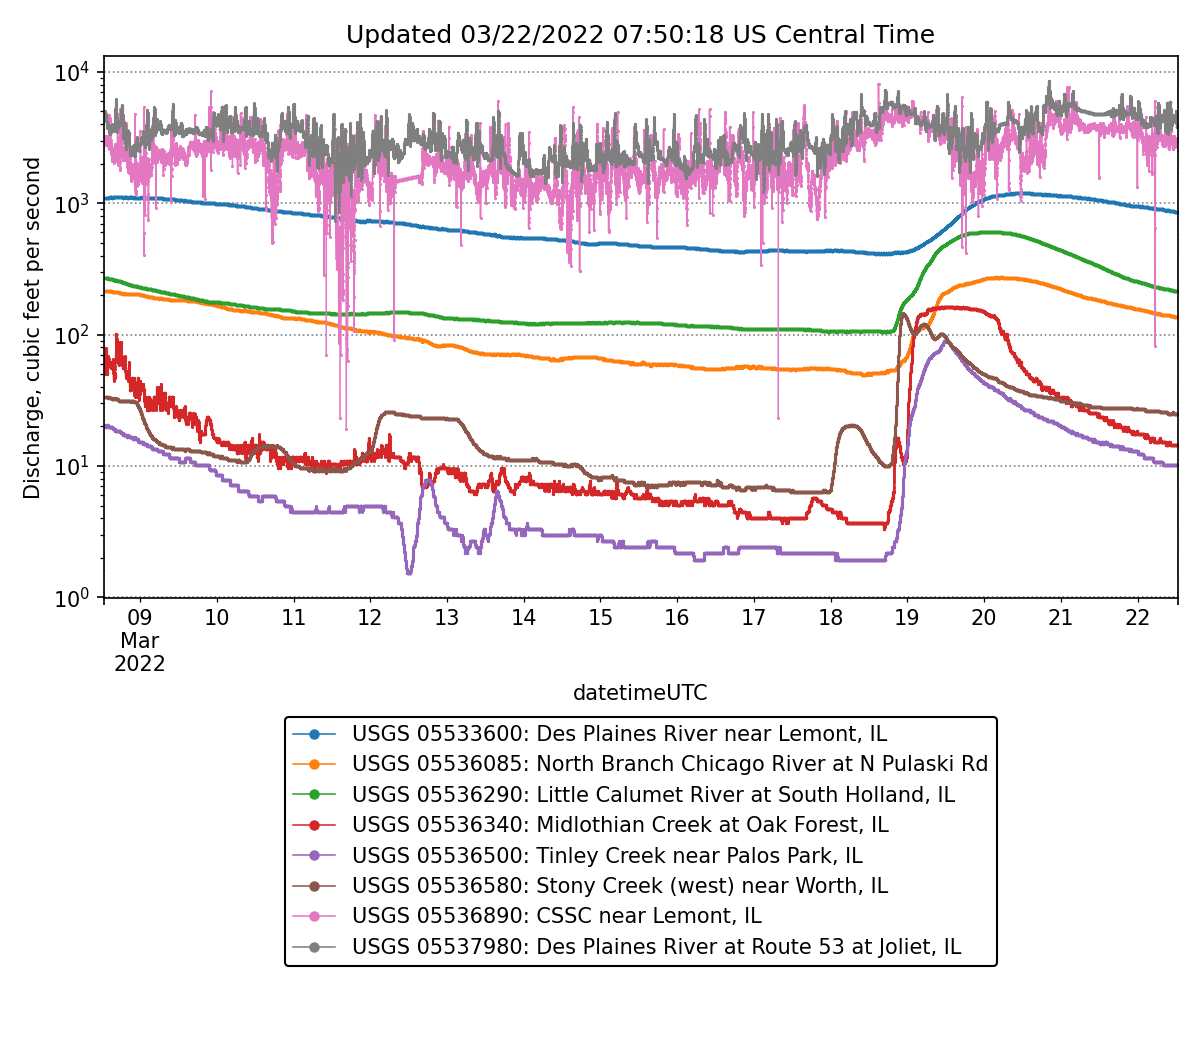 Updated 03/22/2022 07:50:18 US Central Time
Discharge, cubic feet per second
10^4
10^3
10^2
10^1
10^0
09 10 11 12 13 14 15 16 17 18 19 20 21 22
Mar
2022
datetimeUTC
USGS 05533600: Des Plaines River near Lemont, IL
USGS 05536085: North Branch Chicago River at N Pulaski Rd
USGS 05536290: Little Calumet River at South Holland, IL
USGS 05536340: Midlothian Creek at Oak Forest, IL
USGS 05536500: Tinley Creek near Palos Park, IL
USGS 05536580: Stony Creek (west) near Worth, IL
USGS 05536890: CSSC near Lemont, IL
USGS 05537980: Des Plaines River at Route 53 at Joliet, IL